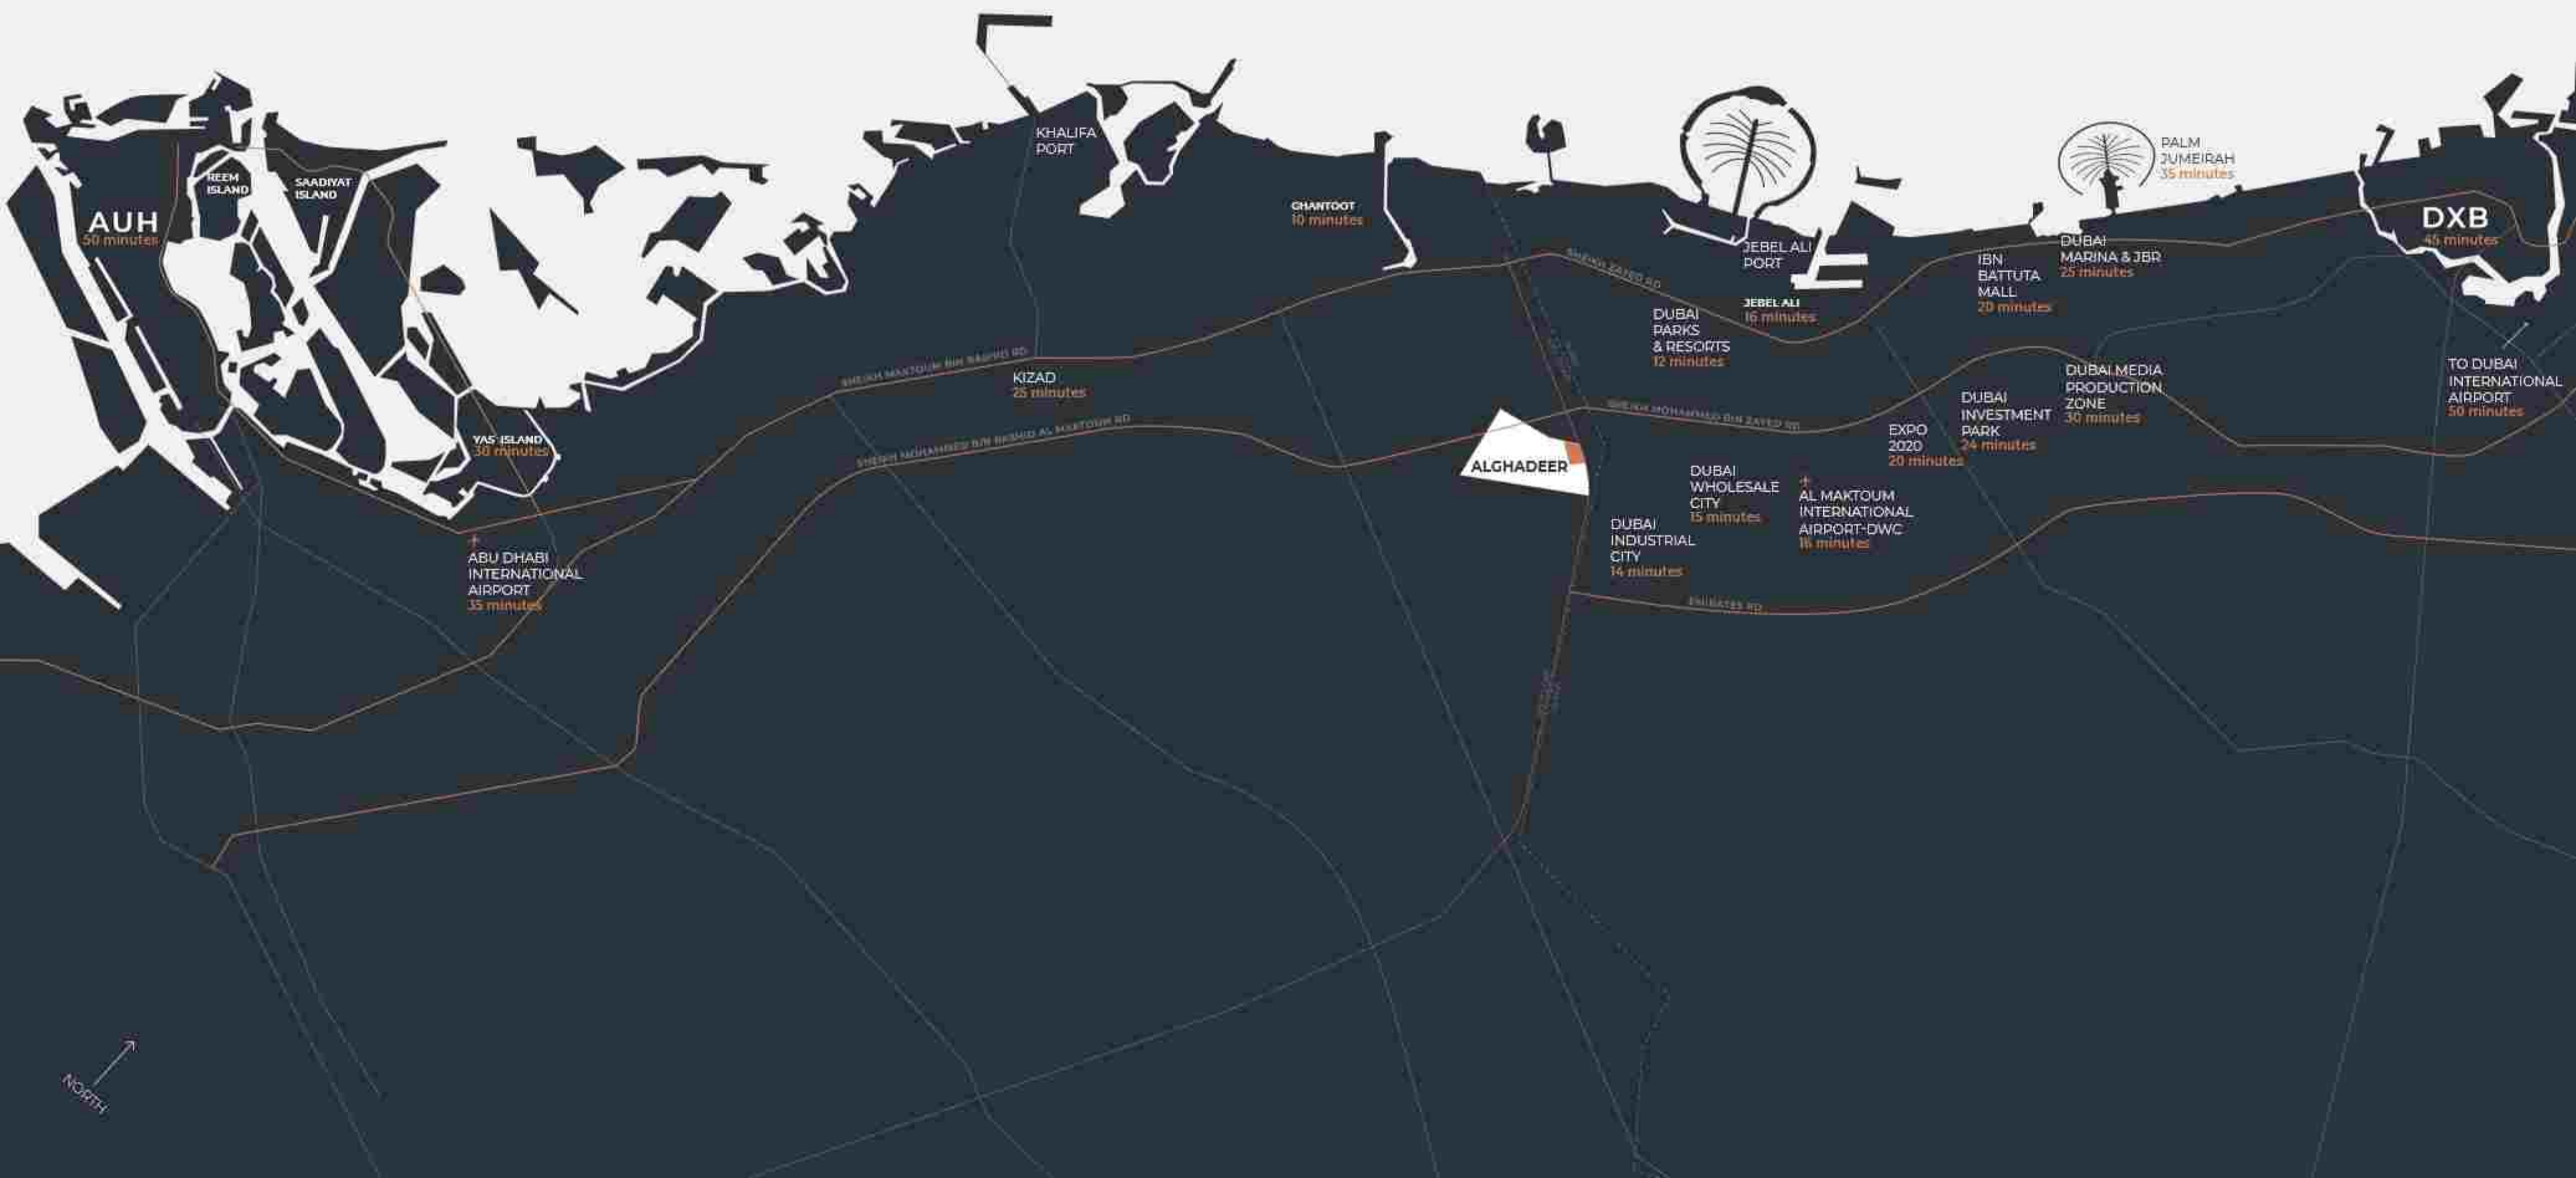 KHALIFA
PORT
REEM
ISLAND
SAADIYAT
ISLAND
AUH
50 minutes
GHANTOOT
10 minutes
PALM
JUMEIRAH
35 minutes
DXB
45 minutes
SHEIKH ZAYED RD
JEBEL ALI
PORT
JEBEL ALI
16 minutes
IBN
BATTUTA
MALL
20 minutes
DUBAI
MARINA & JBR
25 minutes
DUBAI
PARKS
& RESORTS
12 minutes
SHEIKH MAKTOUM BIN RASHID RD
KIZAD
25 minutes
SHEIKH MOHAMMED BIN RASHID AL MAKTOUM RD
SHEIKH MOHAMMED BIN ZAYED RD
DUBAI MEDIA
PRODUCTION
ZONE
30 minutes
TO DUBAI
INTERNATIONAL
AIRPORT
50 minutes
DUBAI
INVESTMENT
PARK
24 minutes
EXPO
2020
20 minutes
YAS ISLAND
30 minutes
ALGHADEER
DUBAI
WHOLESALE
CITY
15 minutes
AL MAKTOUM
INTERNATIONAL
AIRPORT-DWC
16 minutes
DUBAI
INDUSTRIAL
CITY
14 minutes
ABU DHABI
INTERNATIONAL
AIRPORT
35 minutes
EMIRATES RD
NORTH